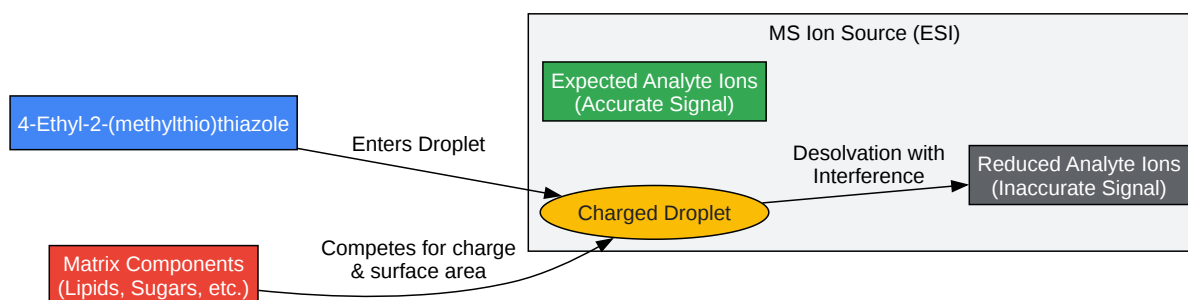 MS Ion Source (ESI)
Expected Analyte Ions
(Accurate Signal)
4-Ethyl-2-(methylthio)thiazole
Enters Droplet
Desolvation with
Interference
Reduced Analyte Ions
(Inaccurate Signal)
Charged Droplet
Competes for charge
& surface area
Matrix Components
(Lipids, Sugars, etc.)